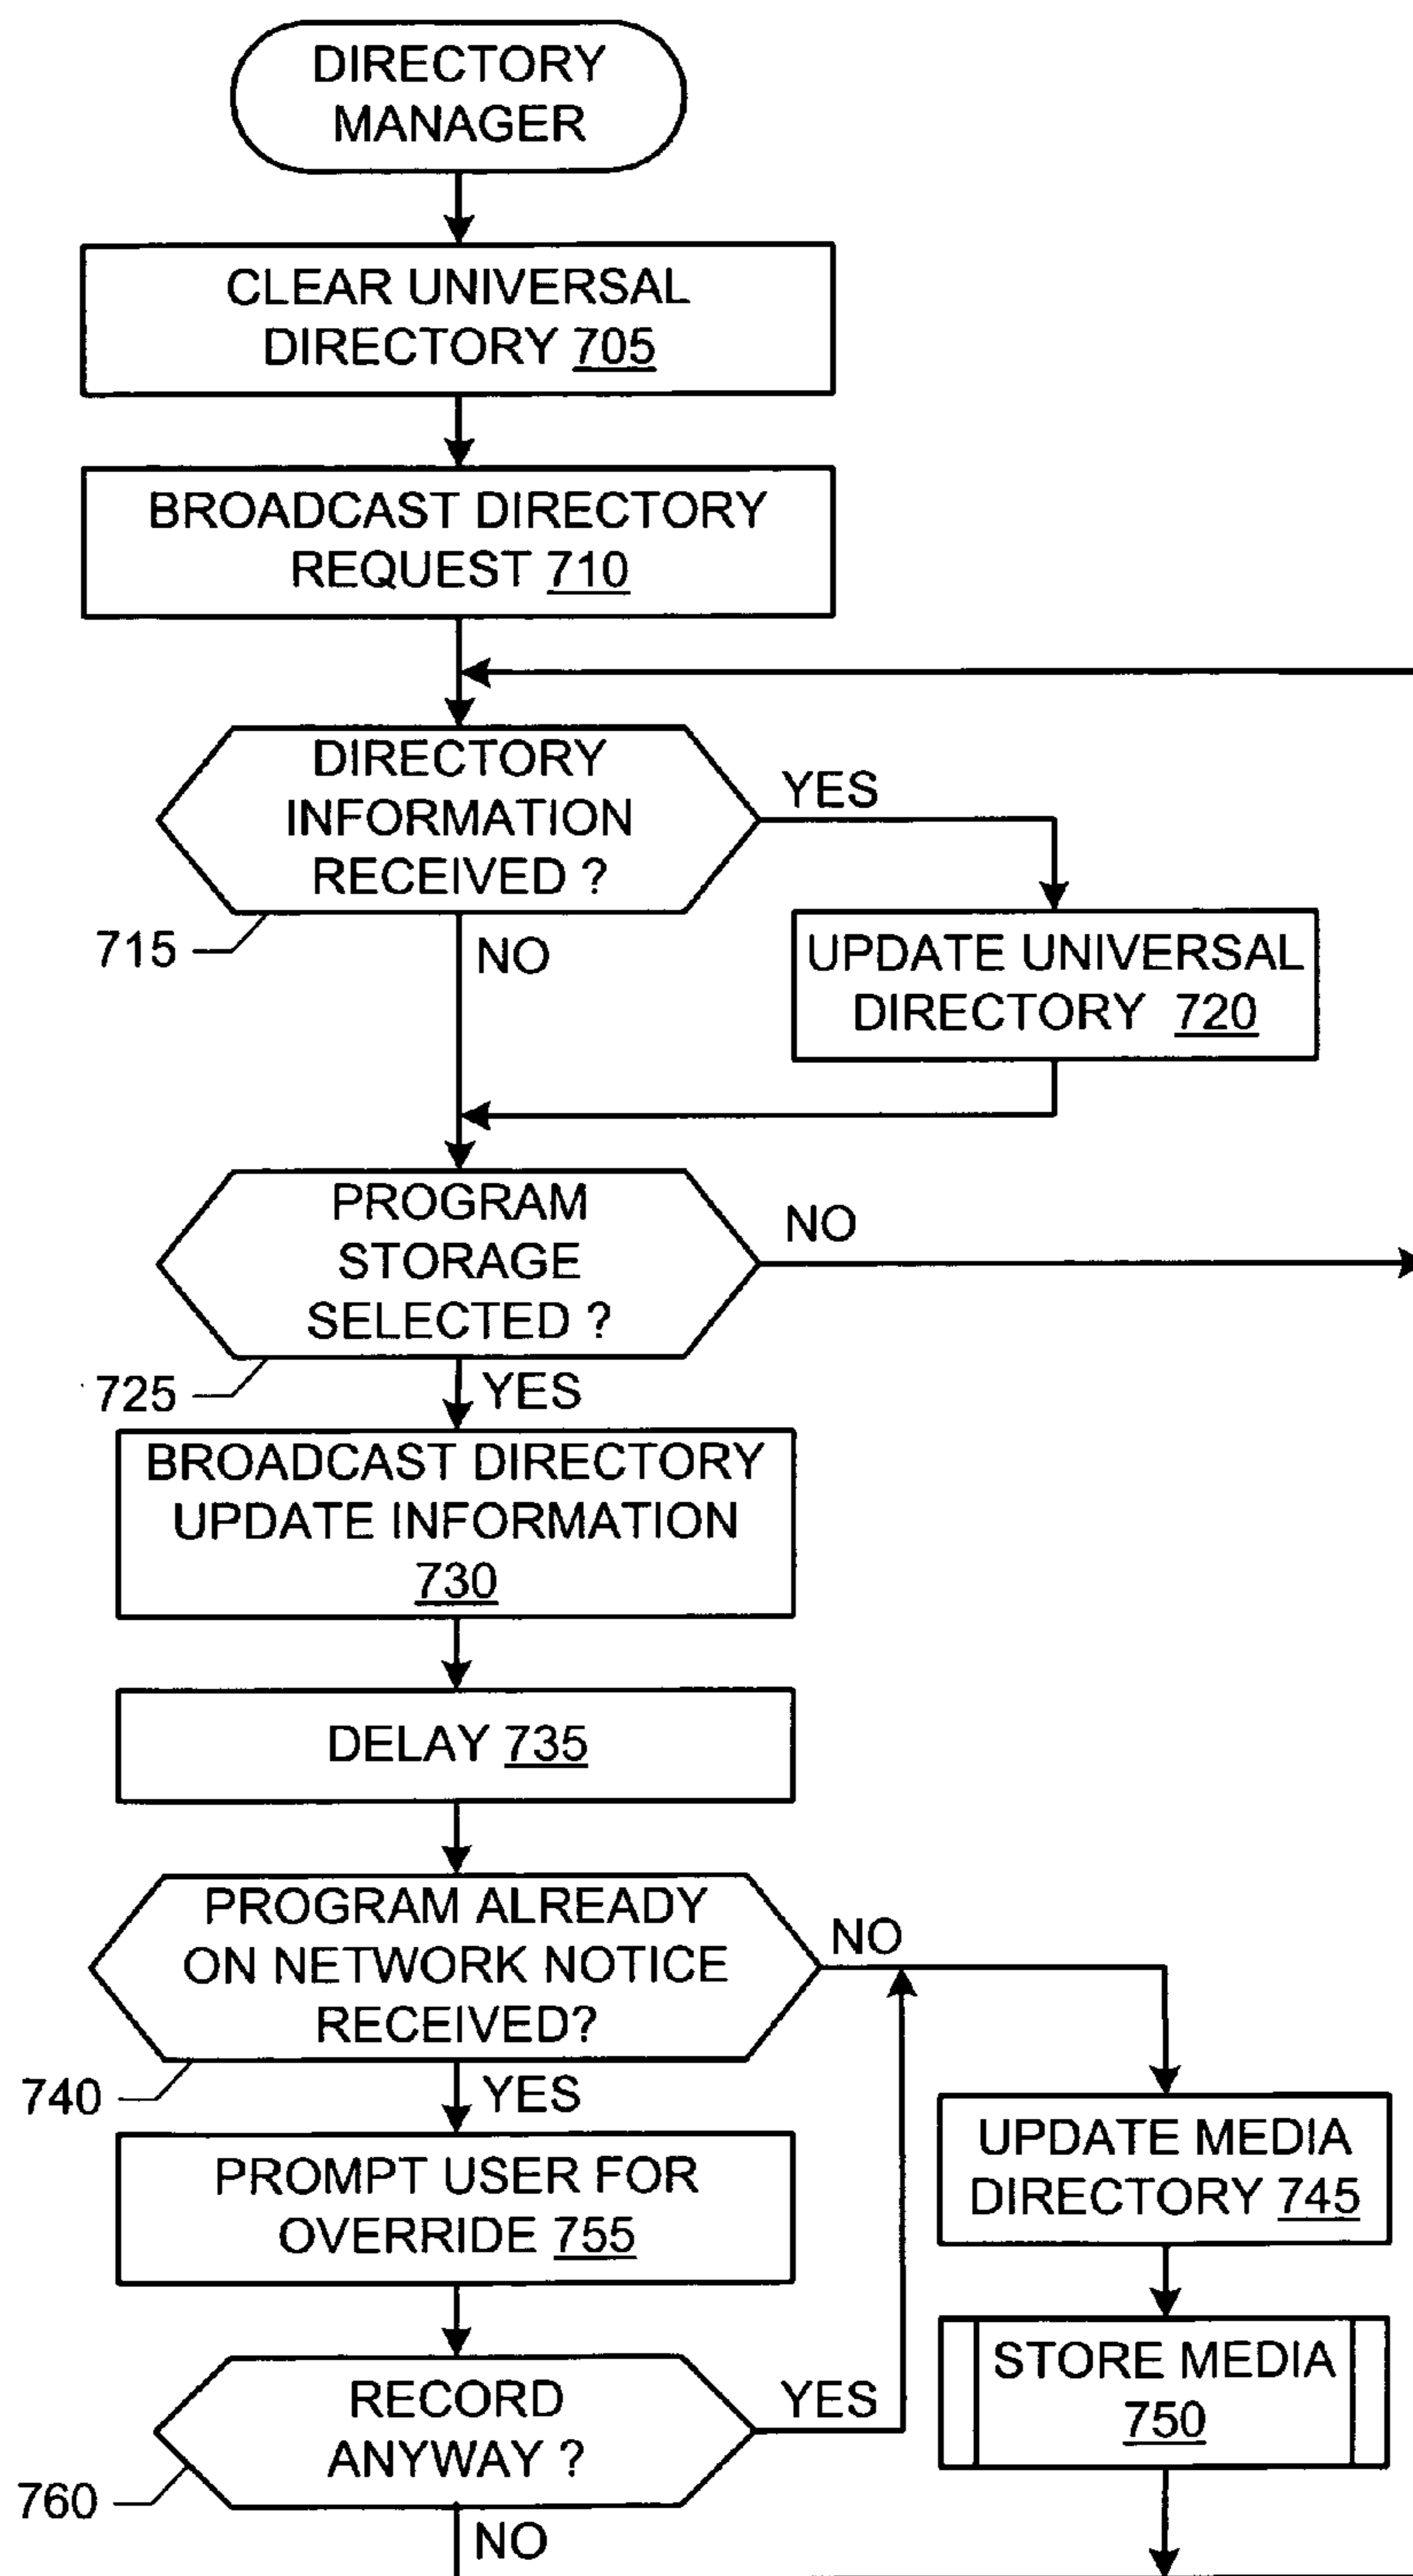 DIRECTORY
MANAGER
CLEAR UNIVERSAL
DIRECTORY 705
BROADCAST DIRECTORY
REQUEST 710
DIRECTORY
INFORMATION
RECEIVED ?
YES
715
NO
UPDATE UNIVERSAL
DIRECTORY 720
PROGRAM
STORAGE
SELECTED ?
NO
725
YES
BROADCAST DIRECTORY
UPDATE INFORMATION
730
DELAY 735
PROGRAM ALREADY
ON NETWORK NOTICE
RECEIVED?
NO
740
YES
UPDATE MEDIA
DIRECTORY 745
PROMPT USER FOR
OVERRIDE 755
STORE MEDIA
750
RECORD
ANYWAY ?
YES
760
NO